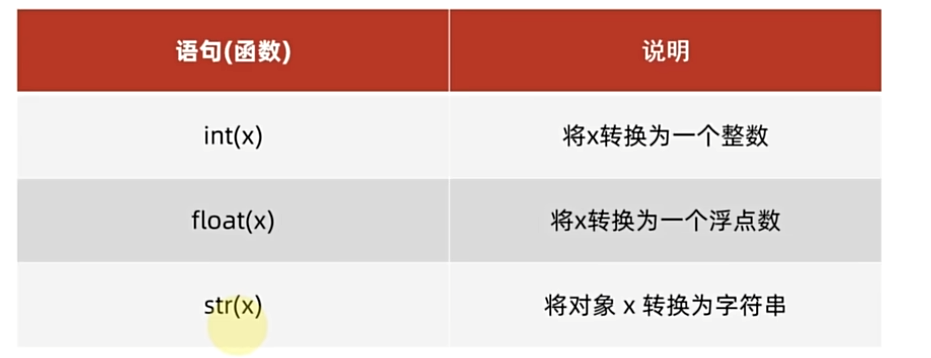 语句(函数) 说明
int(x) 将x转换为一个整数
float(x) 将x转换为一个浮点数
str(x) 将对象 x 转换为字符串